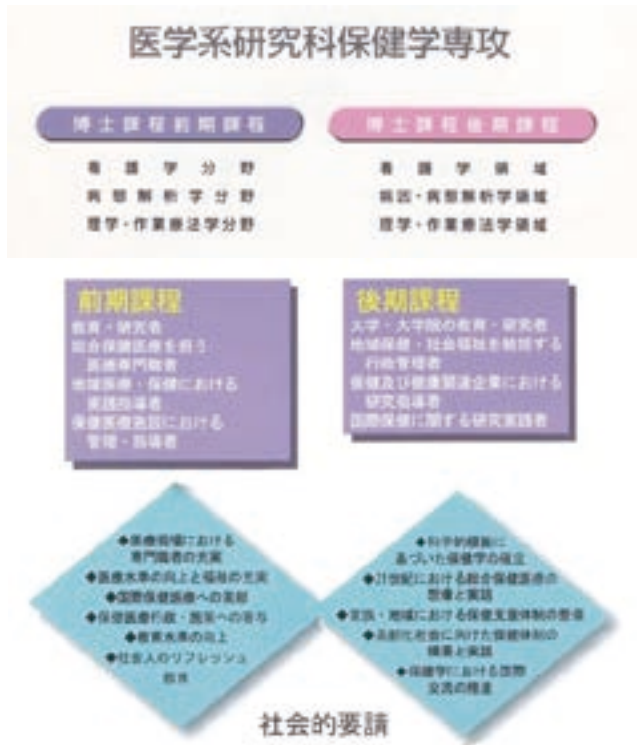 医学系研究科保健学専攻
博士課程前期課程
看護学分野
病態解析学分野
理学・作業療法学分野
博士課程後期課程
看護学領域
病因・病態解析学領域
理学・作業療法学領域
前期課程
教育・研究者
総合保健医療を担う
医療専門職者
地域医療・保健における
実践指導者
保健医療施設における
管理・指導者
後期課程
大学・大学院の教育・研究者
地域保健・社会福祉を統括する
行政管理者
保健及び健康関連企業における
研究指導者
国際保健に関する研究実践者
◆医療現場における
専門職者の充実
◆医療水準の向上と福祉の充実
◆国際保健医療への貢献
◆保健医療行政・施策への寄与
◆教育水準の向上
◆社会人のリフレッシュ
教育
◆科学的根拠に
基づいた保健学の確立
◆21世紀における総合保健医療の
想像と実践
◆家族・地域における保健支援体制の整備
◆高齢化社会に向けた保健体制の
構築と実践
◆保健学における国際
交流の推進
社会的要請